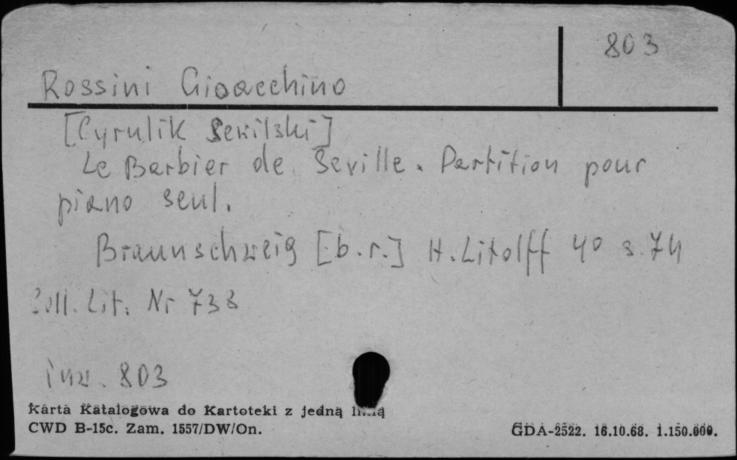 803
Rossini Gioacchino
[Cyrulik Sewilski]
Le Barbier de Seville. Partition pour
piano seul.
Braunschweig [b.r.] H. Litolff 4° s. 74
Coll. Lit. Nr 738
inw. 803
Karta Katalogowa do Kartoteki z jedną
CWD B-15c. Zam. 1557/DW/On.
GDA-2522. 16.10.68. 1.150.000.